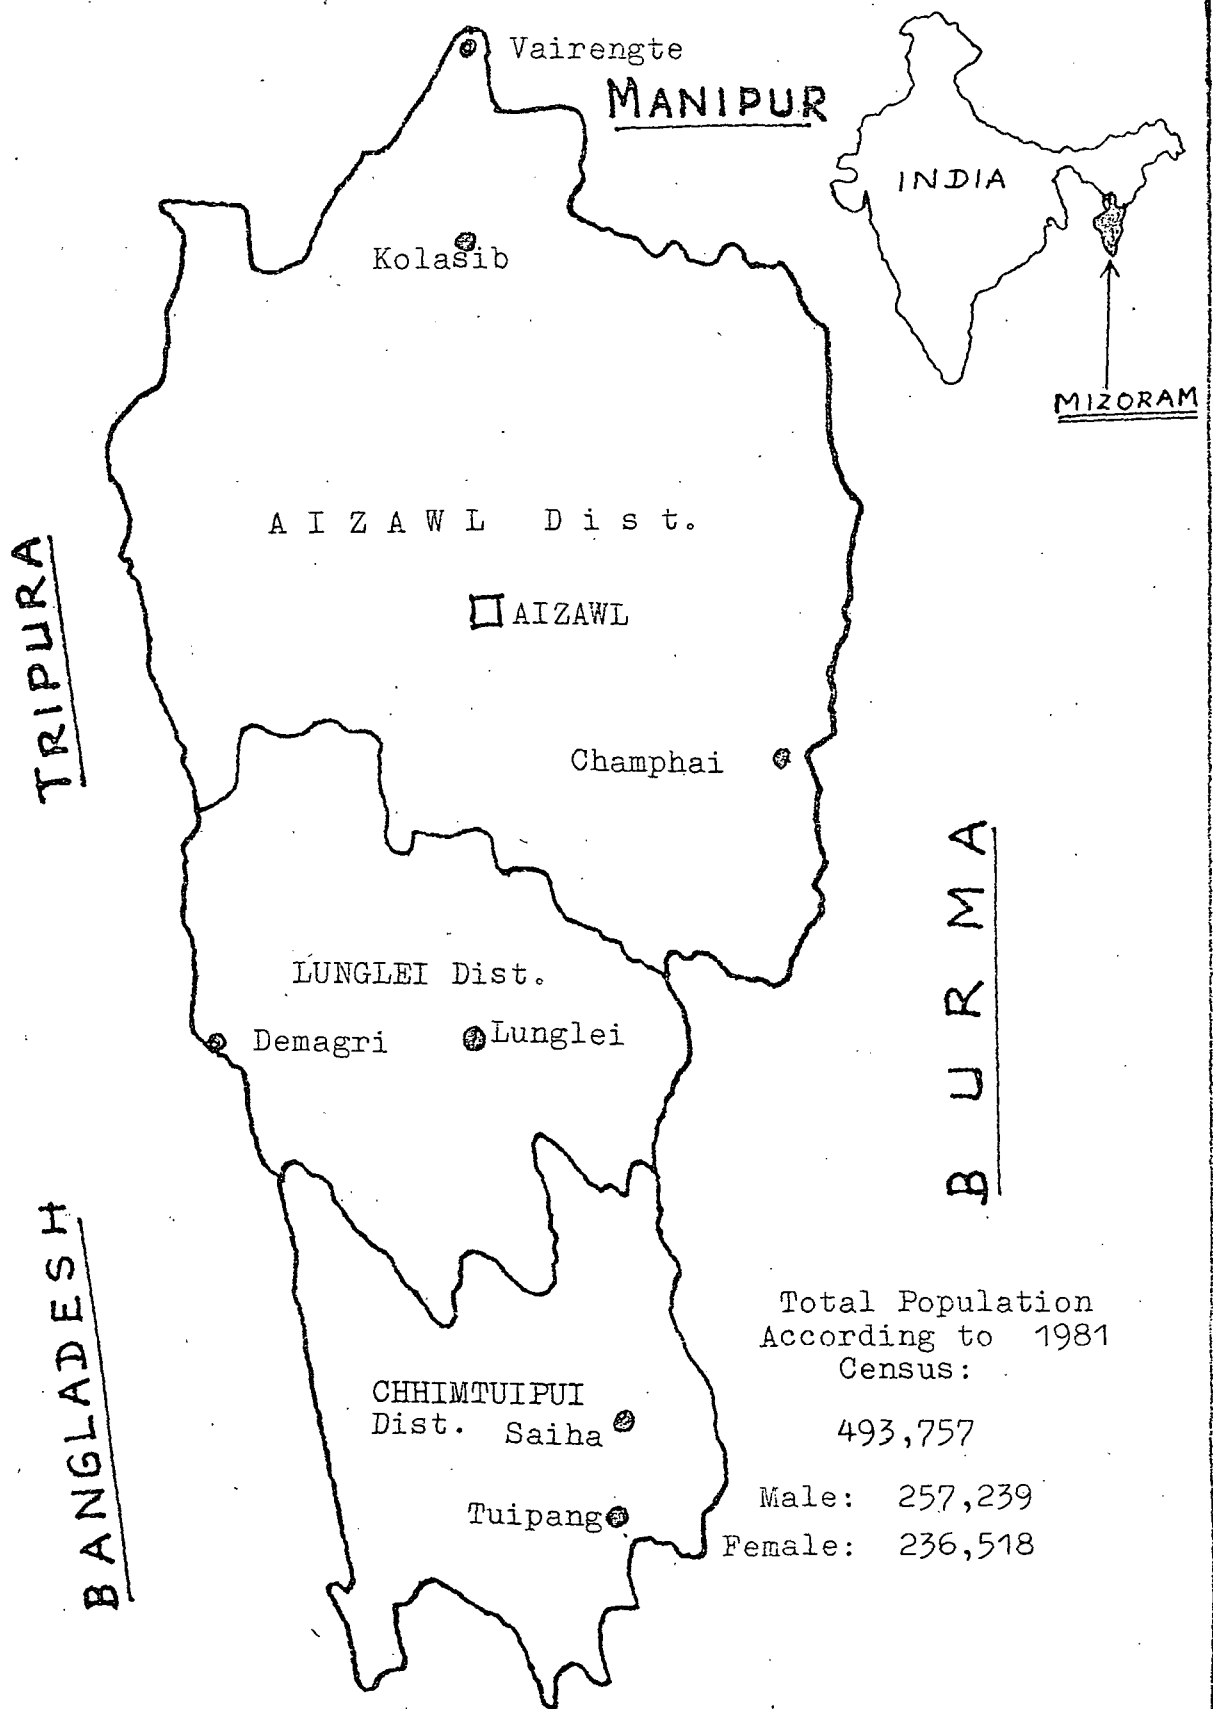 Vairengte
MANIPUR
INDIA
Kolasib
MIZORAM
AIZAWL Dist.
TRIPURA
AIZAWL
Champhai
BURMA
LUNGLEI Dist.
Demagri
Lunglei
BANGLADESH
Total Population
According to 1981
Census:
CHHIMTUIPUI
Dist. Saiha
493,757
Tuipang
Male: 257,239
Female: 236,518